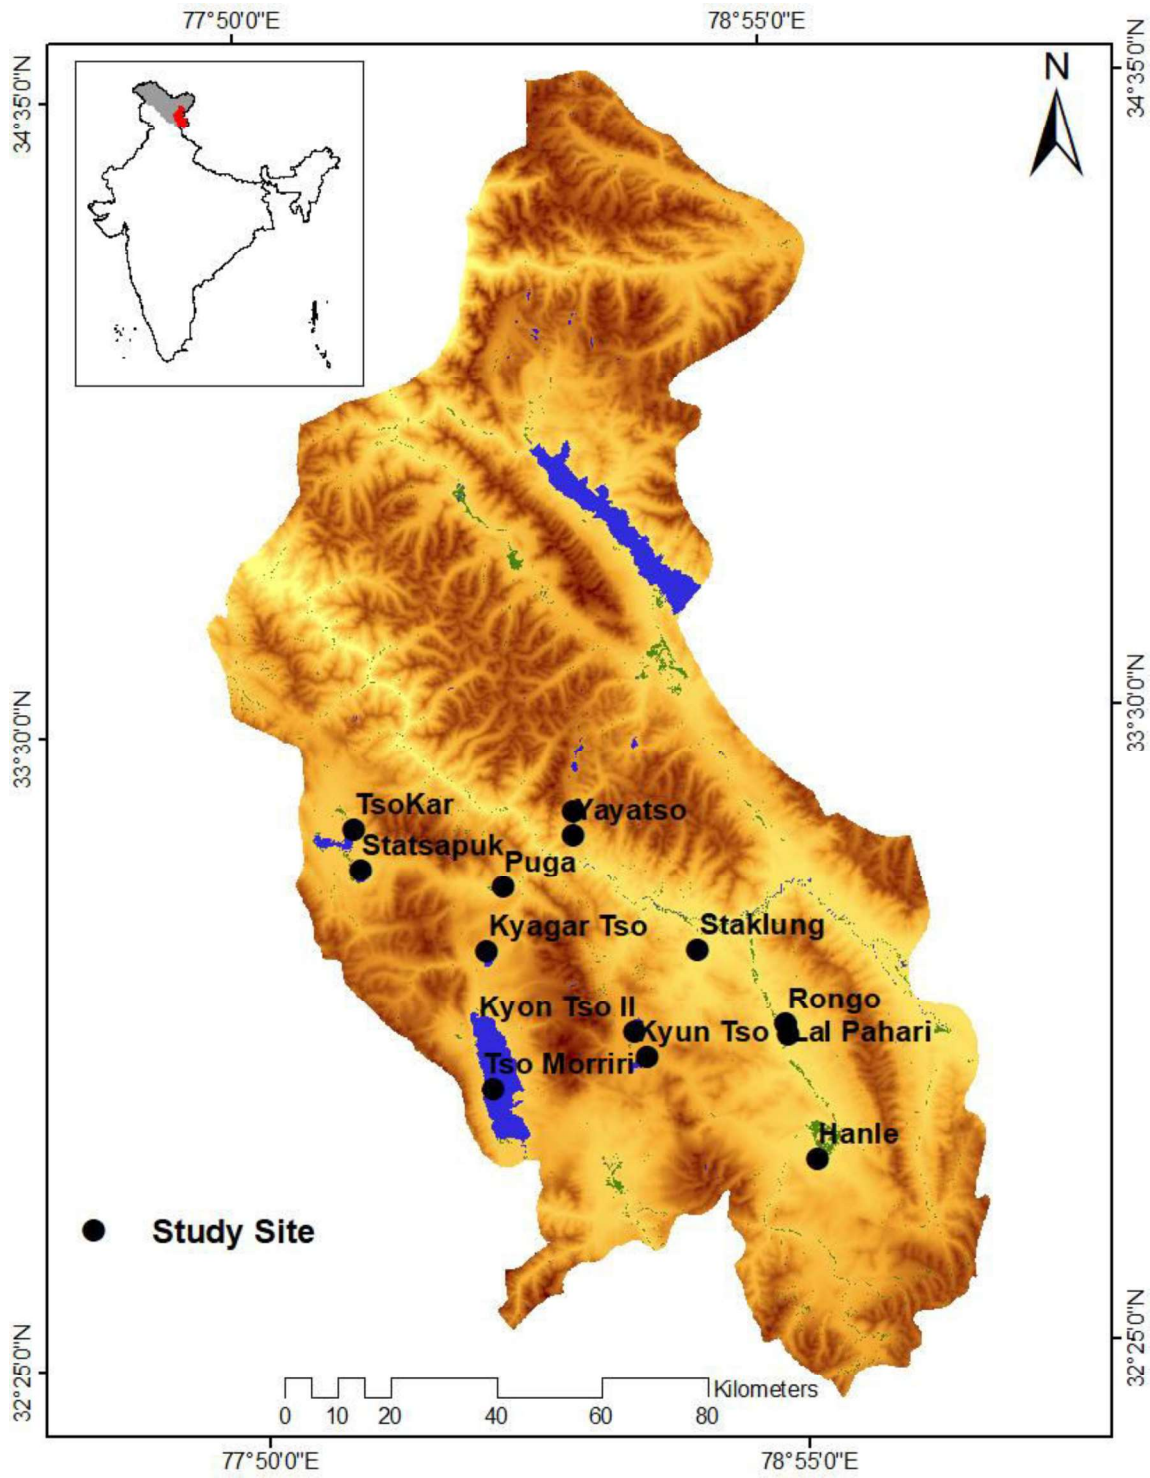 77°50'0"E
78°55'0"E
34°35'0"N
34°35'0"N
N
33°30'0"N
33°30'0"N
TsoKar
Yayatso
Statsapuk
Puga
Kyagar Tso
Staklung
Rongo
Kyon Tso II
Kyun Tso
Lal Pahari
Tso Morriri
Hanle
Study Site
32°25'0"N
32°25'0"N
Kilometers
0 10 20 40 60 80
77°50'0"E
78°55'0"E